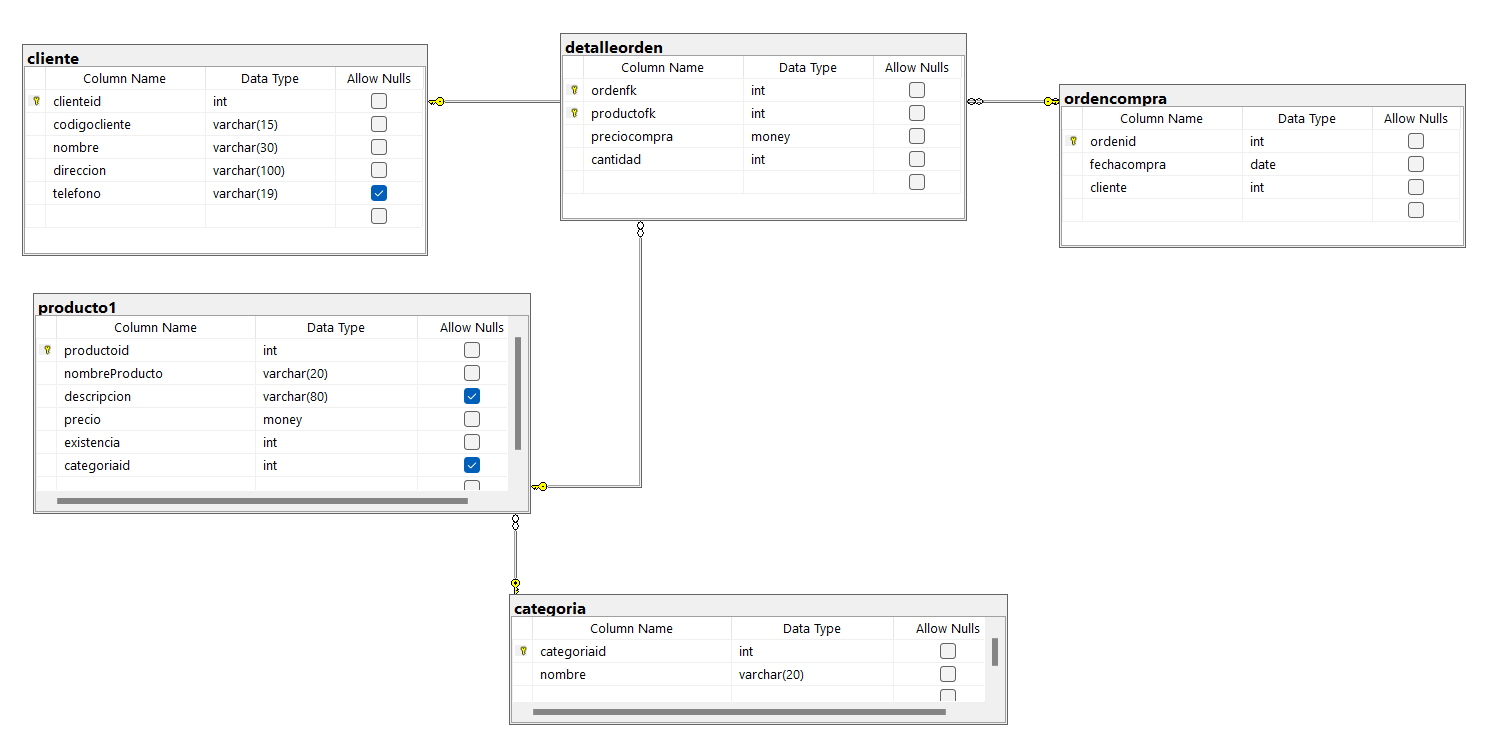 cliente
Column Name Data Type Allow Nulls
clienteid int
codigocliente varchar(15)
nombre varchar(30)
direccion varchar(100)
telefono varchar(19)
detalleorden
Column Name Data Type Allow Nulls
ordenfk int
productofk int
preciocompra money
cantidad int
ordencompra
Column Name Data Type Allow Nulls
ordenid int
fechacompra date
cliente int
producto1
Column Name Data Type Allow Nulls
productoid int
nombreProducto varchar(20)
descripcion varchar(80)
precio money
existencia int
categoriaid int
categoria
Column Name Data Type Allow Nulls
categoriaid int
nombre varchar(20)